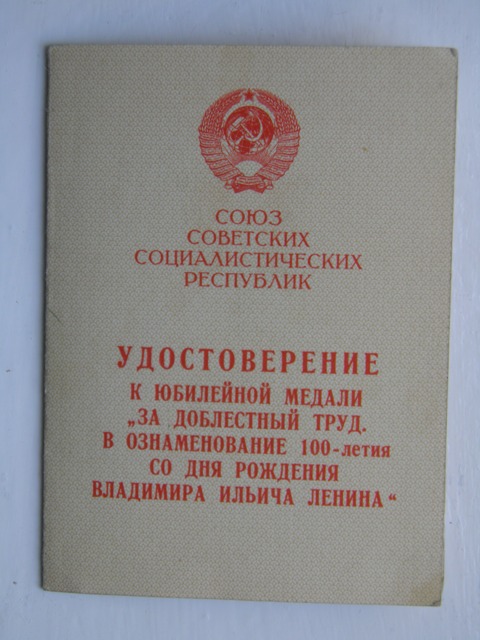 СОЮЗ
СОВЕТСКИХ
СОЦИАЛИСТИЧЕСКИХ
РЕСПУБЛИК
УДОСТОВЕРЕНИЕ
К ЮБИЛЕЙНОЙ МЕДАЛИ
„ЗА ДОБЛЕСТНЫЙ ТРУД.
В ОЗНАМЕНОВАНИЕ 100-летия
СО ДНЯ РОЖДЕНИЯ
ВЛАДИМИРА ИЛЬИЧА ЛЕНИНА“